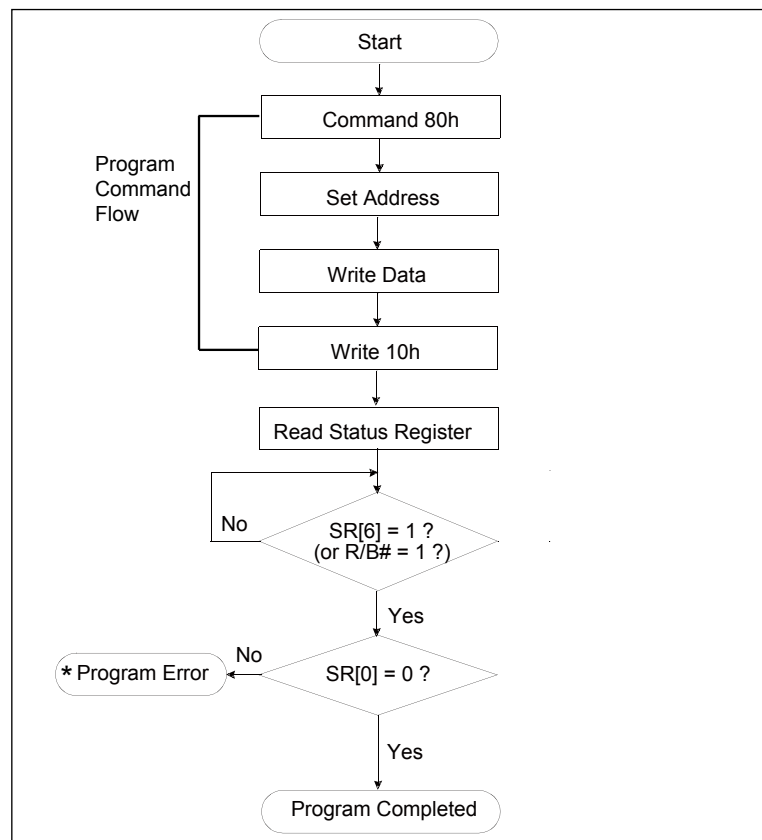 Start
Command 80h
Program
Command
Flow
Set Address
Write Data
Write 10h
Read Status Register
No
SR[6] = 1 ?
(or R/B# = 1 ?)
Yes
No
* Program Error
SR[0] = 0 ?
Yes
Program Completed